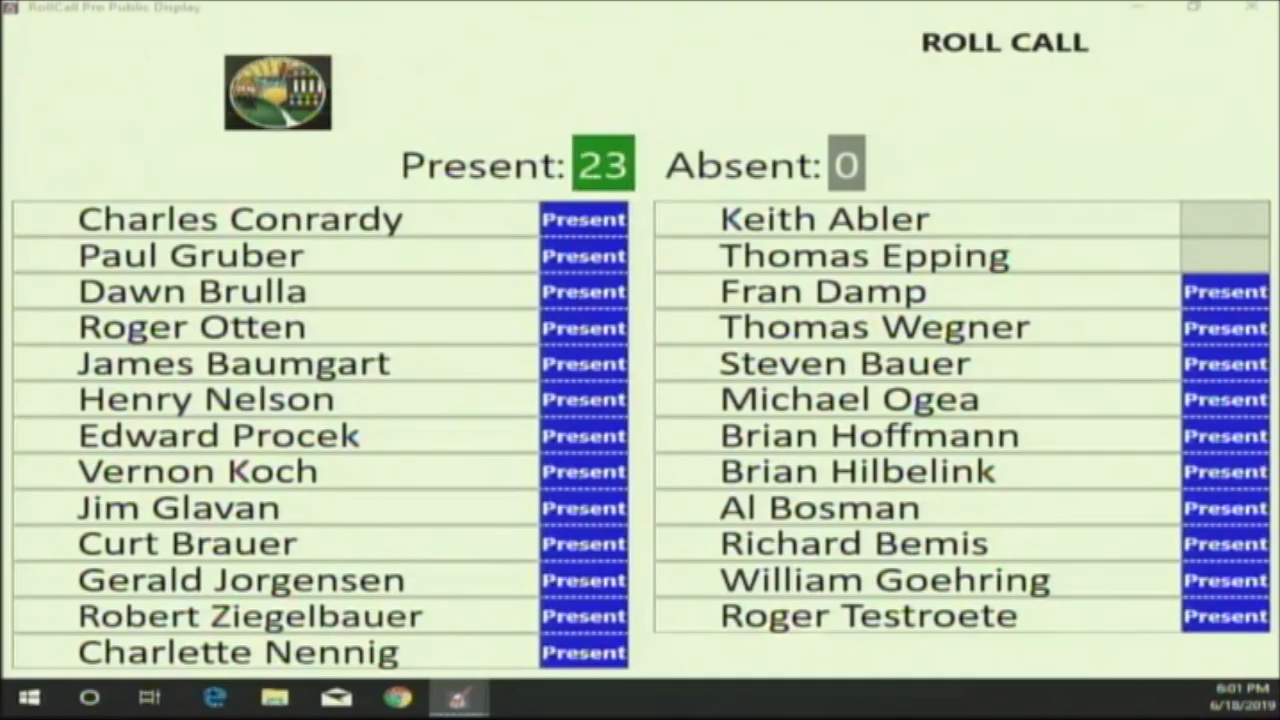 RollCall Pro Public Display
ROLL CALL
Present: 23 Absent: 0
Charles Conrardy Present
Paul Gruber Present
Dawn Brulla Present
Roger Otten Present
James Baumgart Present
Henry Nelson Present
Edward Procek Present
Vernon Koch Present
Jim Glavan Present
Curt Brauer Present
Gerald Jorgensen Present
Robert Ziegelbauer Present
Charlette Nennig Present
Keith Abler
Thomas Epping
Fran Damp Present
Thomas Wegner Present
Steven Bauer Present
Michael Ogea Present
Brian Hoffmann Present
Brian Hilbelink Present
Al Bosman Present
Richard Bemis Present
William Goehring Present
Roger Testroete Present
6:01 PM
6/18/2019